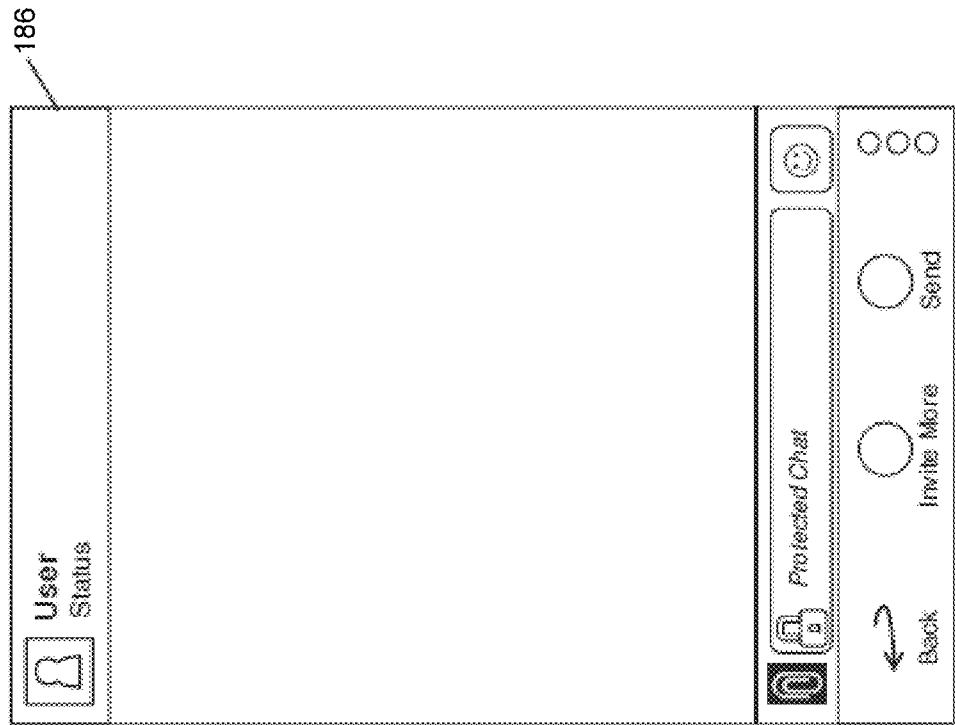 186
User
Status
Protected Chat
Back
Invite More
Send